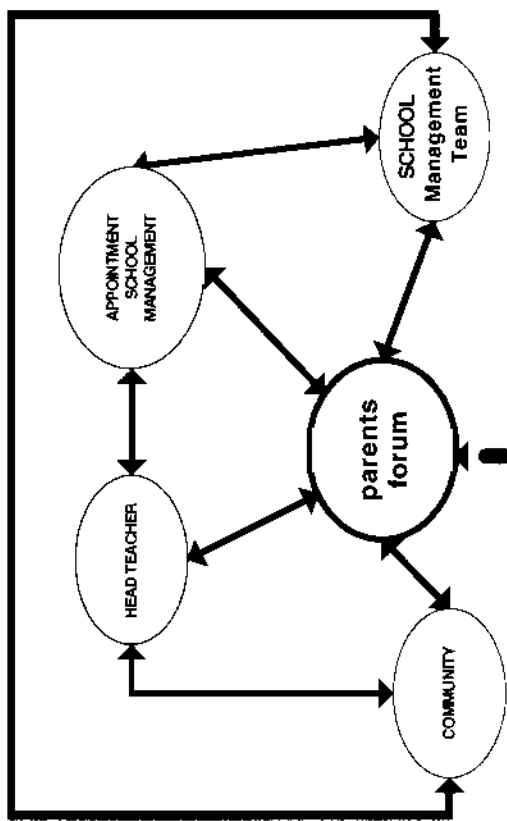 HEAD TEACHER
APPOINTMENT
SCHOOL
MANAGEMENT
COMMUNITY
parents
forum
SCHOOL
Management
Team